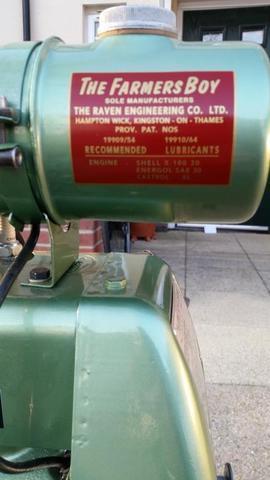 THE FARMERS BOY
SOLE MANUFACTURERS
THE RAVEN ENGINEERING CO. LTD.
HAMPTON WICK, KINGSTON - ON - THAMES
PROV. PAT. NOS
19909/54 19910/54
RECOMMENDED LUBRICANTS
ENGINE : SHELL X 100 30
ENERGOL SAE 30
CASTROL XL